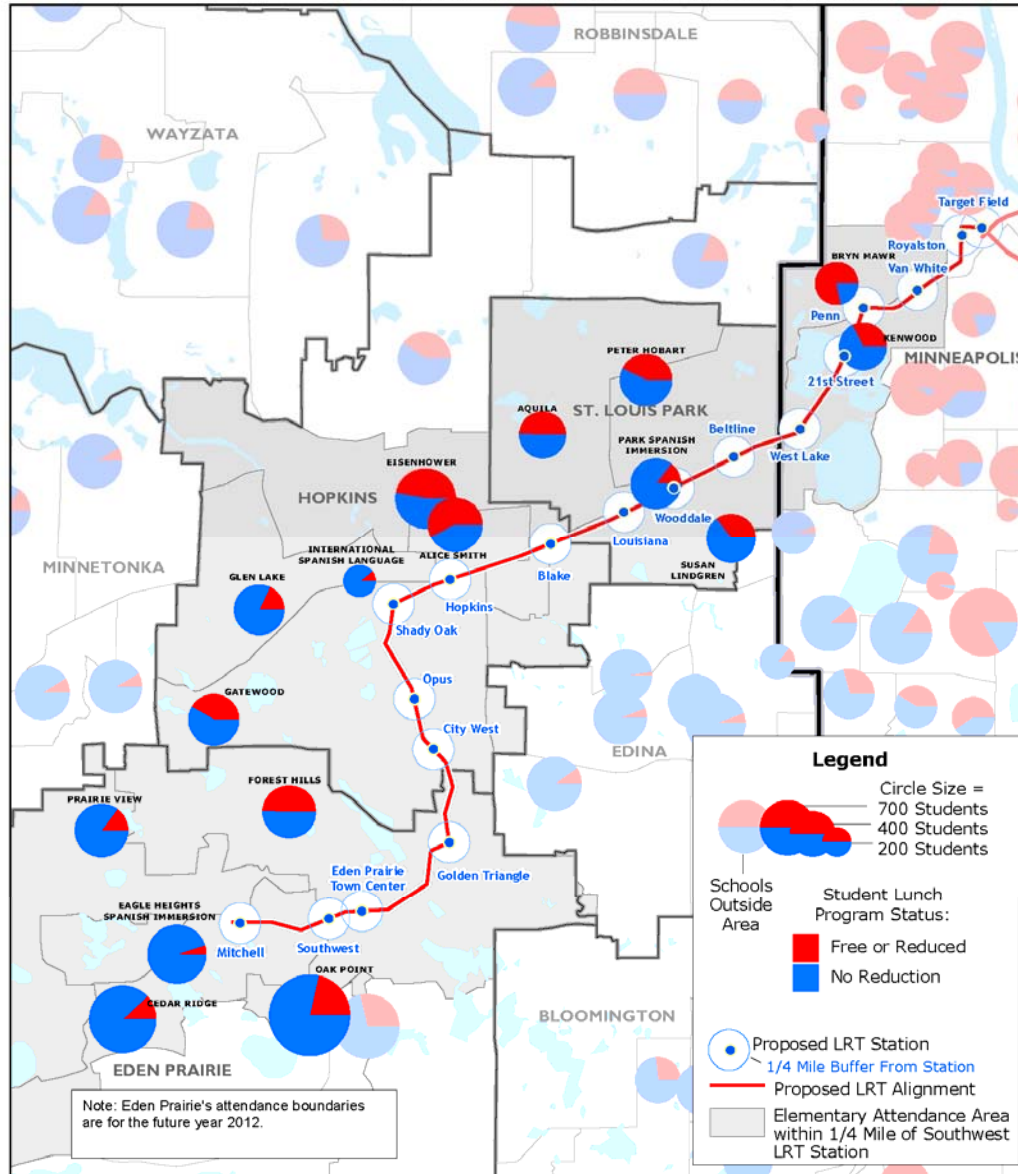 ROBBINSDALE
WAYZATA
Target Field
Royalston
Van White
BRYN MAWR
Penn
KENWOOD
MINNEAPOLIS
21st Street
PETER HOBART
ST. LOUIS PARK
AQUILA
Beltline
PARK SPANISH
IMMERSION
West Lake
EISENHOWER
HOPKINS
Wooddale
Louisiana
INTERNATIONAL
SPANISH LANGUAGE
ALICE SMITH
Blake
SUSAN
LINDGREN
MINNETONKA
GLEN LAKE
Hopkins
Shady Oak
Opus
GATEWOOD
City West
EDINA
FOREST HILLS
PRAIRIE VIEW
Golden Triangle
Eden Prairie
Town Center
EAGLE HEIGHTS
SPANISH IMMERSION
Mitchell
Southwest
OAK POINT
CEDAR RIDGE
BLOOMINGTON
EDEN PRAIRIE
Note: Eden Prairie's attendance boundaries
are for the future year 2012.
Legend
Circle Size =
700 Students
400 Students
200 Students
Schools
Outside
Area
Student Lunch
Program Status:
Free or Reduced
No Reduction
Proposed LRT Station
1/4 Mile Buffer From Station
Proposed LRT Alignment
Elementary Attendance Area
within 1/4 Mile of Southwest
LRT Station